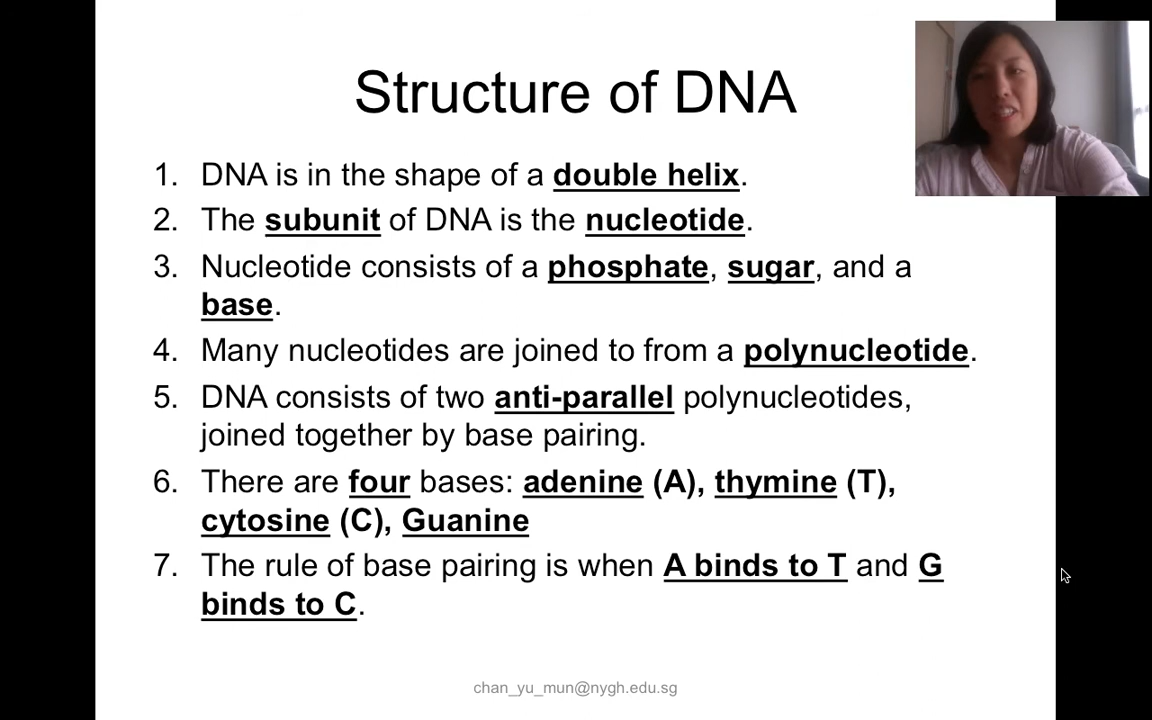 Structure of DNA
1. DNA is in the shape of a double helix.
2. The subunit of DNA is the nucleotide.
3. Nucleotide consists of a phosphate, sugar, and a
base.
4. Many nucleotides are joined to from a polynucleotide.
5. DNA consists of two anti-parallel polynucleotides,
joined together by base pairing.
6. There are four bases: adenine (A), thymine (T),
cytosine (C), Guanine
7. The rule of base pairing is when A binds to T and G
binds to C.
chan_yu_mun@nygh.edu.sg